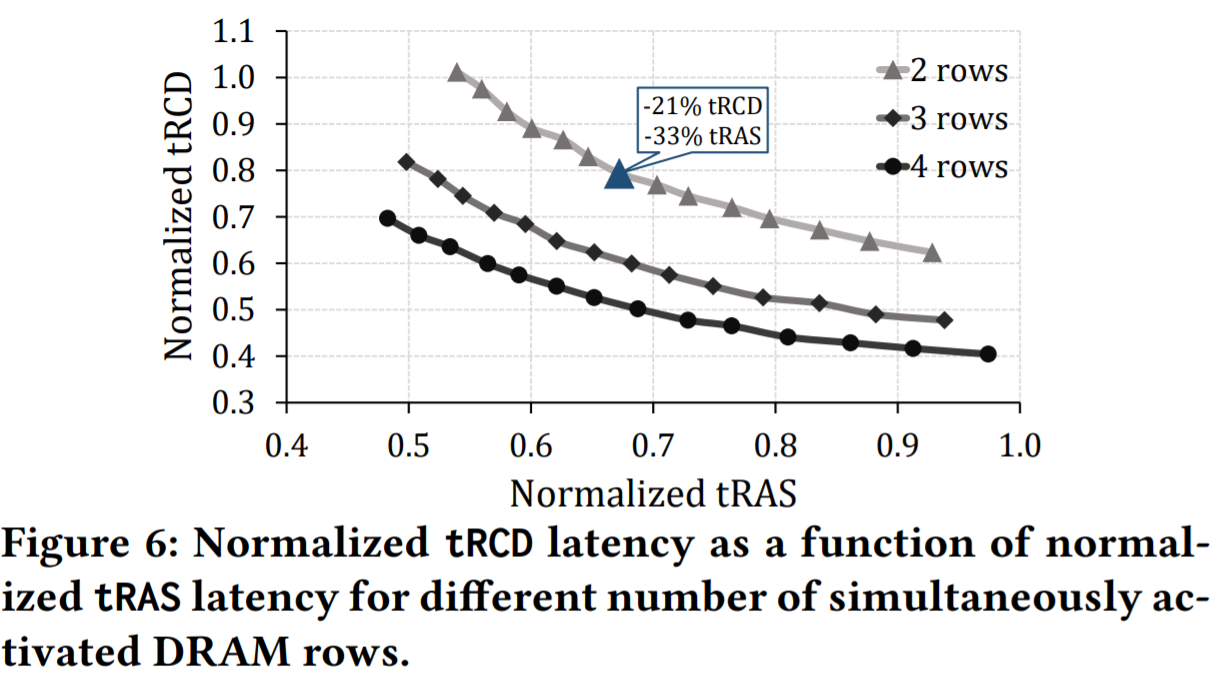 1.1
1.0
0.9
0.8
0.7
0.6
0.5
0.4
0.3
Normalized tRCD
-21% tRCD
-33% tRAS
2 rows
3 rows
4 rows
0.4 0.5 0.6 0.7 0.8 0.9 1.0
Normalized tRAS
Figure 6: Normalized tRCD latency as a function of normal-
ized tRAS latency for different number of simultaneously ac-
tivated DRAM rows.